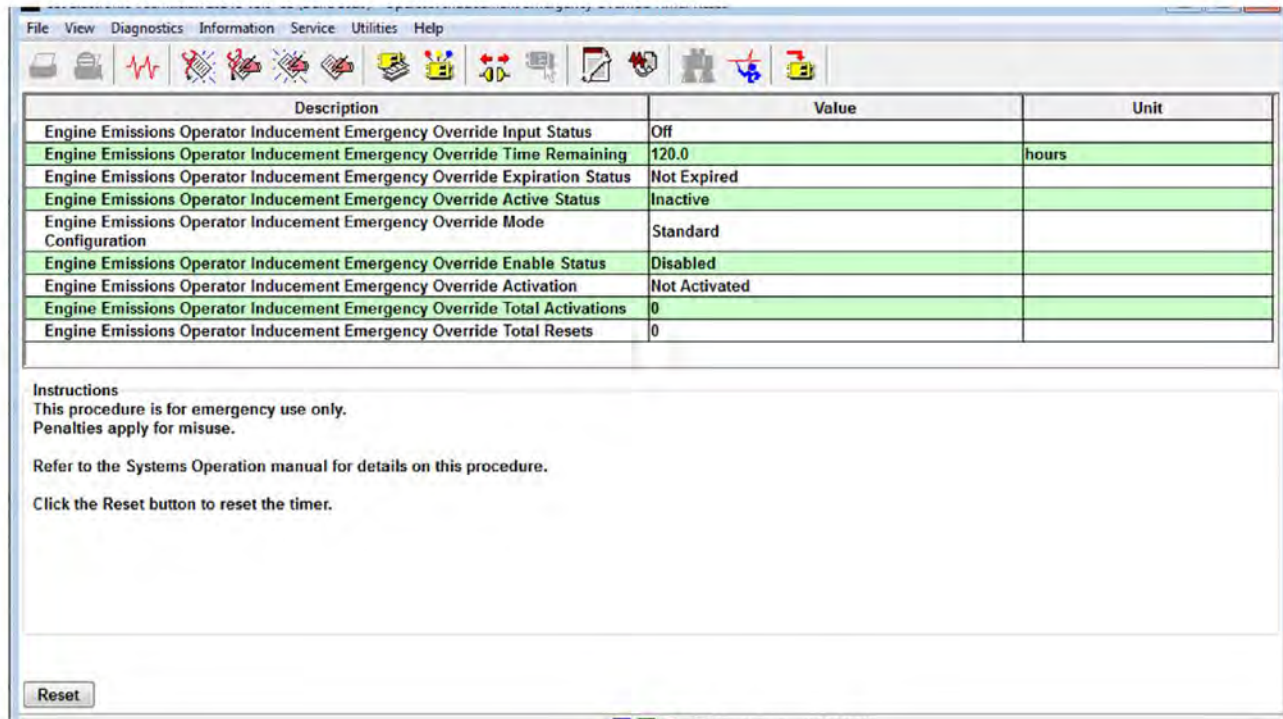 File View Diagnostics Information Service Utilities Help
Description Value Unit
Engine Emissions Operator Inducement Emergency Override Input Status Off
Engine Emissions Operator Inducement Emergency Override Time Remaining 120.0 hours
Engine Emissions Operator Inducement Emergency Override Expiration Status Not Expired
Engine Emissions Operator Inducement Emergency Override Active Status Inactive
Engine Emissions Operator Inducement Emergency Override Mode
Configuration Standard
Engine Emissions Operator Inducement Emergency Override Enable Status Disabled
Engine Emissions Operator Inducement Emergency Override Activation Not Activated
Engine Emissions Operator Inducement Emergency Override Total Activations 0
Engine Emissions Operator Inducement Emergency Override Total Resets 0
Instructions
This procedure is for emergency use only.
Penalties apply for misuse.
Refer to the Systems Operation manual for details on this procedure.
Click the Reset button to reset the timer.
Reset